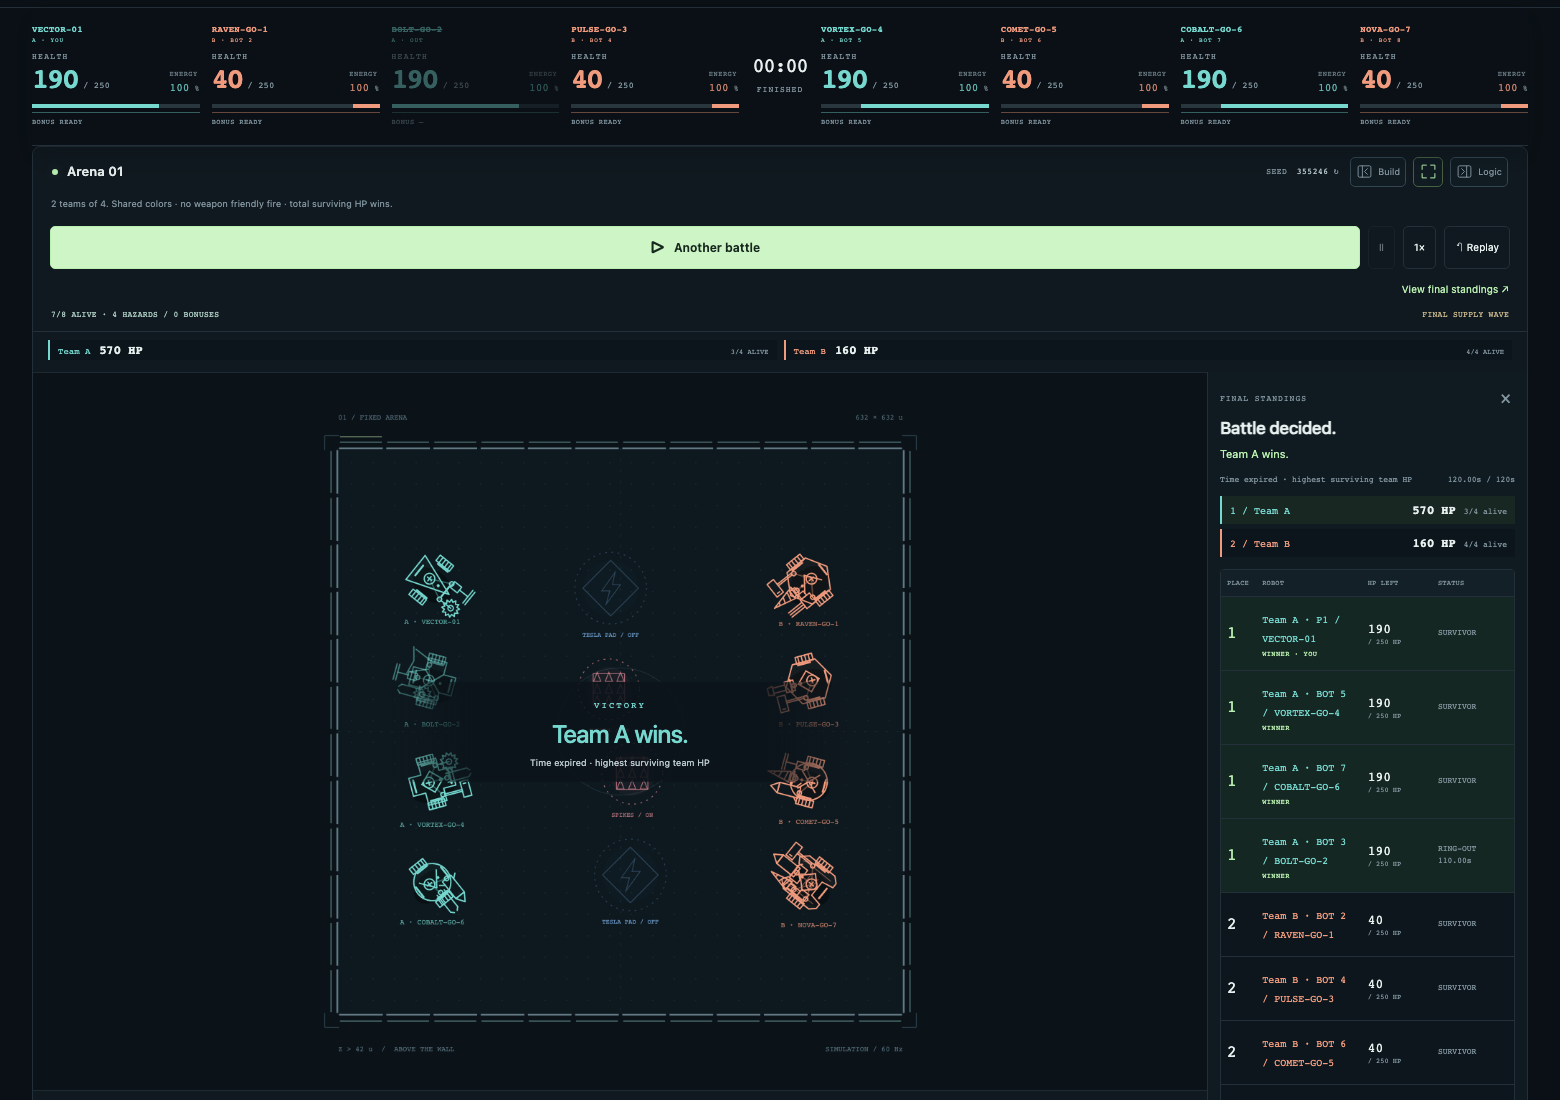 VECTOR-01
A · YOU
HEALTH
190 / 250
ENERGY
100 %
BONUS READY
RAVEN-GO-1
B · BOT 2
HEALTH
40 / 250
ENERGY
100 %
BONUS READY
BOLT-GO-2
A · OUT
HEALTH
190 / 250
ENERGY
100 %
BONUS —
PULSE-GO-3
B · BOT 4
HEALTH
40 / 250
ENERGY
100 %
BONUS READY
00:00
FINISHED
VORTEX-GO-4
A · BOT 5
HEALTH
190 / 250
ENERGY
100 %
BONUS READY
COMET-GO-5
B · BOT 6
HEALTH
40 / 250
ENERGY
100 %
BONUS READY
COBALT-GO-6
A · BOT 7
HEALTH
190 / 250
ENERGY
100 %
BONUS READY
NOVA-GO-7
B · BOT 8
HEALTH
40 / 250
ENERGY
100 %
BONUS READY
Arena 01
SEED 355246 ↻
Build
Logic
2 teams of 4. Shared colors · no weapon friendly fire · total surviving HP wins.
Another battle
II
1×
Replay
View final standings ↗
7/8 ALIVE · 4 HAZARDS / 0 BONUSES
FINAL SUPPLY WAVE
Team A 570 HP
3/4 ALIVE
Team B 160 HP
4/4 ALIVE
01 / FIXED ARENA
632 × 632 u
A · VECTOR-01
TESLA PAD / OFF
B · RAVEN-GO-1
A · BOLT-GO-2
B · PULSE-GO-3
VICTORY
Team A wins.
Time expired · highest surviving team HP
SPIKES / ON
A · VORTEX-GO-4
B · COMET-GO-5
A · COBALT-GO-6
TESLA PAD / OFF
B · NOVA-GO-7
Z > 42 u / ABOVE THE WALL
SIMULATION / 60 Hz
FINAL STANDINGS
Battle decided.
Team A wins.
Time expired · highest surviving team HP
120.00s / 120s
1 / Team A
570 HP 3/4 alive
2 / Team B
160 HP 4/4 alive
PLACE ROBOT HP LEFT STATUS
1
Team A · P1 /
VECTOR-01
WINNER · YOU
190
/ 250 HP
SURVIVOR
1
Team A · BOT 5
/ VORTEX-GO-4
WINNER
190
/ 250 HP
SURVIVOR
1
Team A · BOT 7
/ COBALT-GO-6
WINNER
190
/ 250 HP
SURVIVOR
1
Team A · BOT 3
/ BOLT-GO-2
WINNER
190
/ 250 HP
RING-OUT
110.00s
2
Team B · BOT 2
/ RAVEN-GO-1
40
/ 250 HP
SURVIVOR
2
Team B · BOT 4
/ PULSE-GO-3
40
/ 250 HP
SURVIVOR
2
Team B · BOT 6
/ COMET-GO-5
40
/ 250 HP
SURVIVOR